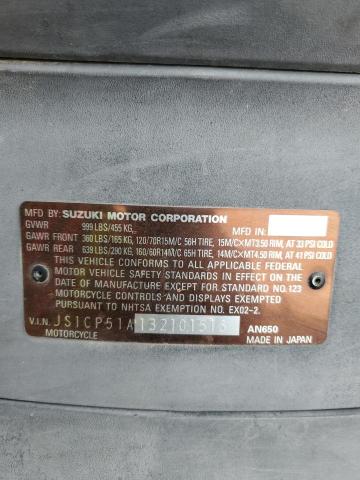 MFD BY SUZUKI MOTOR CORPORATION
GVWR 999 LBS/455 KG, MFD IN:
GAWR FRONT 360 LBS/165 KG, 120/70R15M/C 56H TIRE, 15M/C×MT3.50 RIM, AT 33 PSI COLD
GAWR REAR 639 LBS/290 KG, 160/60R14M/C 65H TIRE, 14M/C×MT4.50 RIM, AT 41 PSI COLD
THIS VEHICLE CONFORMS TO ALL APPLICABLE FEDERAL
MOTOR VEHICLE SAFETY STANDARDS IN EFFECT ON THE
DATE OF MANUFACTURE EXCEPT FOR STANDARD NO. 123
MOTORCYCLE CONTROLS AND DISPLAYS EXEMPTED
PURSUANT TO NHTSA EXEMPTION NO. EX02-2.
V.I.N. JS1CP51A132101516 AN650
MOTORCYCLE MADE IN JAPAN